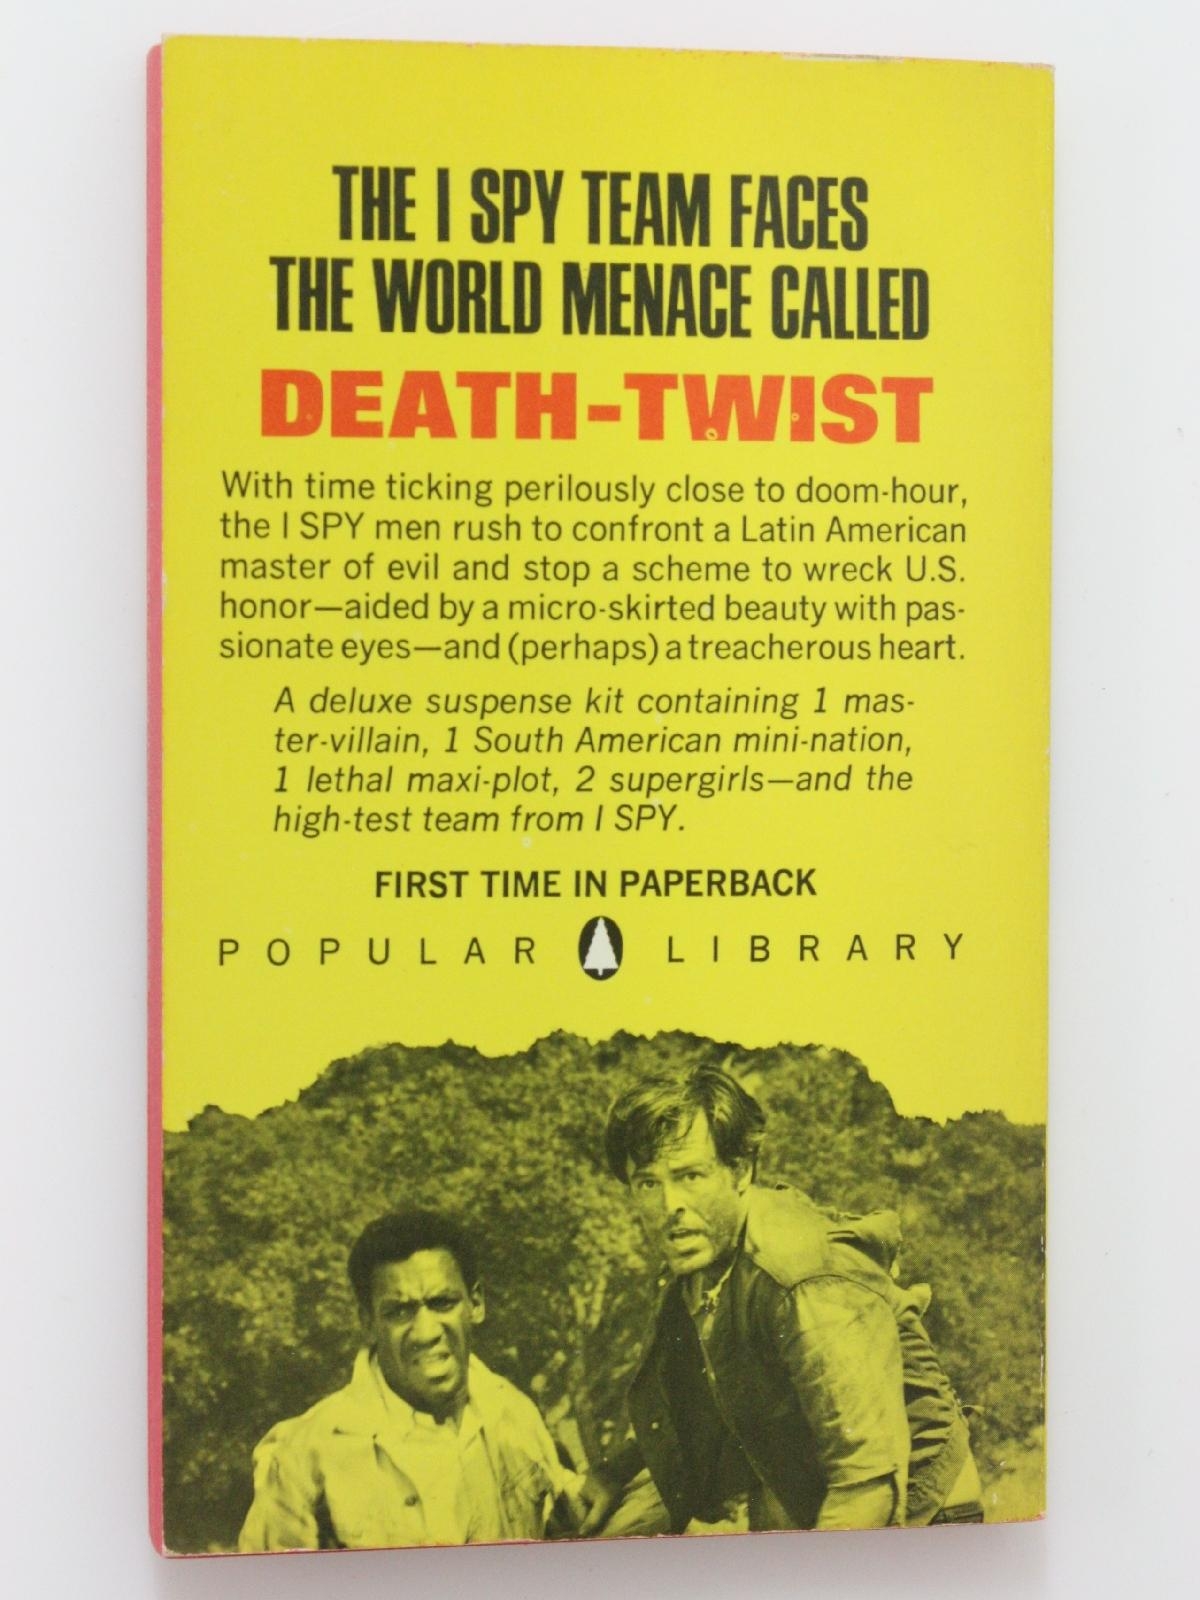 THE I SPY TEAM FACES
THE WORLD MENACE CALLED
DEATH-TWIST
With time ticking perilously close to doom-hour,
the I SPY men rush to confront a Latin American
master of evil and stop a scheme to wreck U.S.
honor—aided by a micro-skirted beauty with pas-
sionate eyes—and (perhaps) a treacherous heart.
A deluxe suspense kit containing 1 mas-
ter-villain, 1 South American mini-nation,
1 lethal maxi-plot, 2 supergirls—and the
high-test team from I SPY.
FIRST TIME IN PAPERBACK
POPULAR LIBRARY